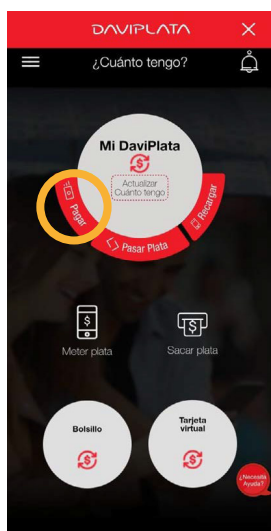 DAVIPLATA
¿Cuánto tengo?
Mi DaviPlata
Actualizar
Cuánto tengo
Pagar
Pasar Plata
Recargar
Meter plata
Sacar plata
Bolsillo
Tarjeta
virtual
¿Necesita
Ayuda?